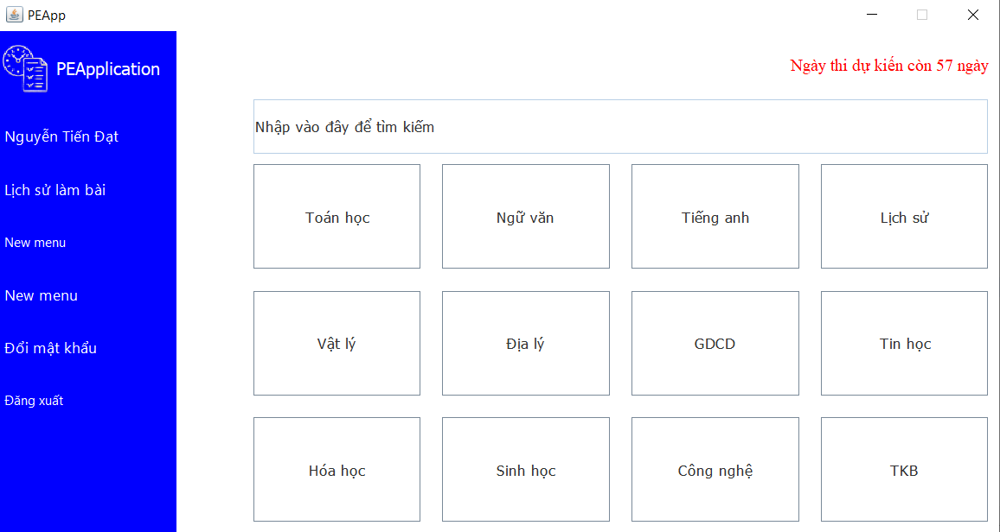 PEApp
PEApplication
Nguyễn Tiến Đạt
Lịch sử làm bài
New menu
New menu
Đổi mật khẩu
Đăng xuất
Ngày thi dự kiến còn 57 ngày
Nhập vào đây để tìm kiếm
Toán học
Ngữ văn
Tiếng anh
Lịch sử
Vật lý
Địa lý
GDCD
Tin học
Hóa học
Sinh học
Công nghệ
TKB